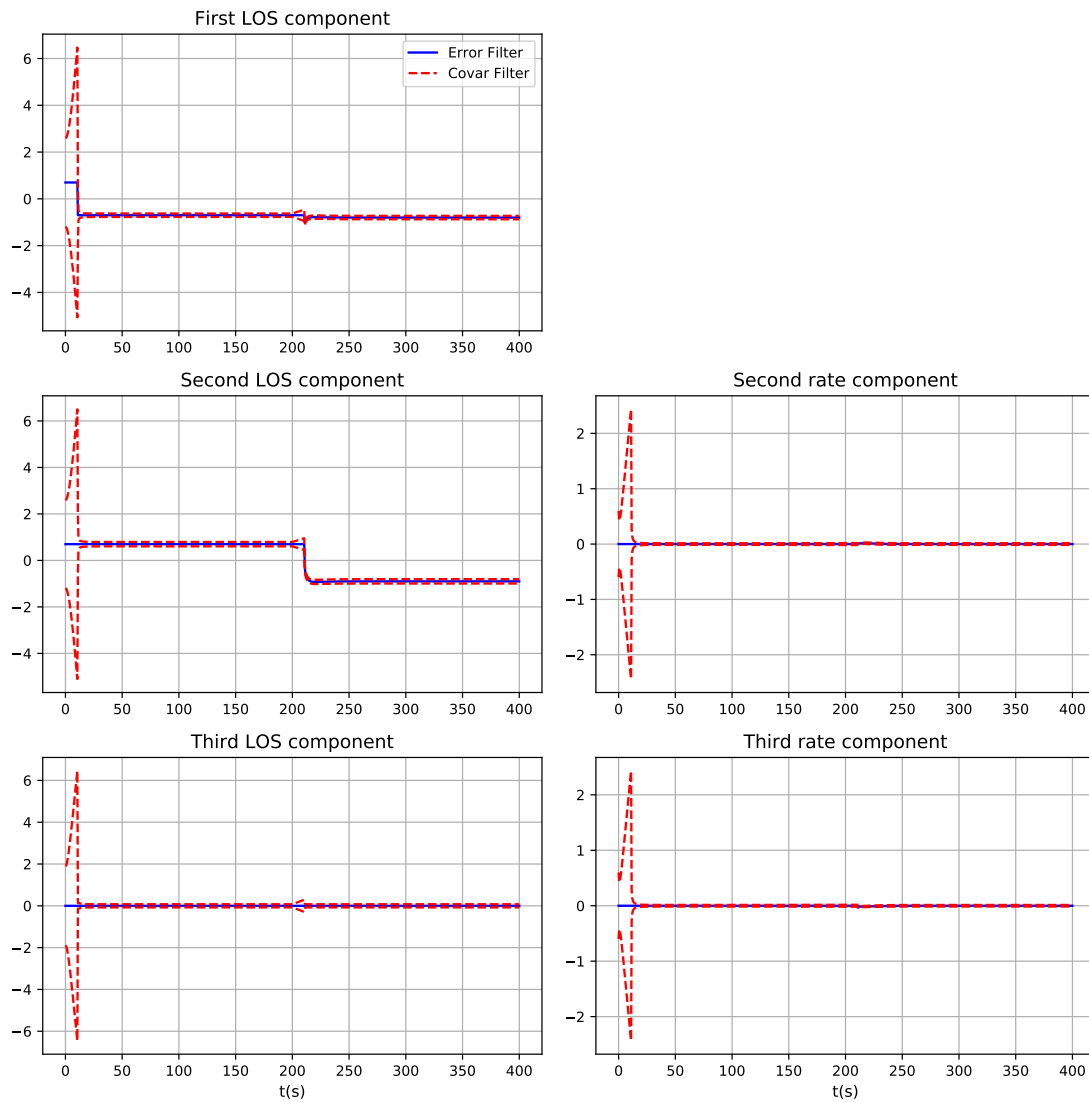 First LOS component
Error Filter
Covar Filter
6
4
2
0
−2
−4
0 50 100 150 200 250 300 350 400
Second LOS component
6
4
2
0
−2
−4
0 50 100 150 200 250 300 350 400
Second rate component
2
1
0
−1
−2
0 50 100 150 200 250 300 350 400
Third LOS component
6
4
2
0
−2
−4
−6
0 50 100 150 200 250 300 350 400
t(s)
Third rate component
2
1
0
−1
−2
0 50 100 150 200 250 300 350 400
t(s)